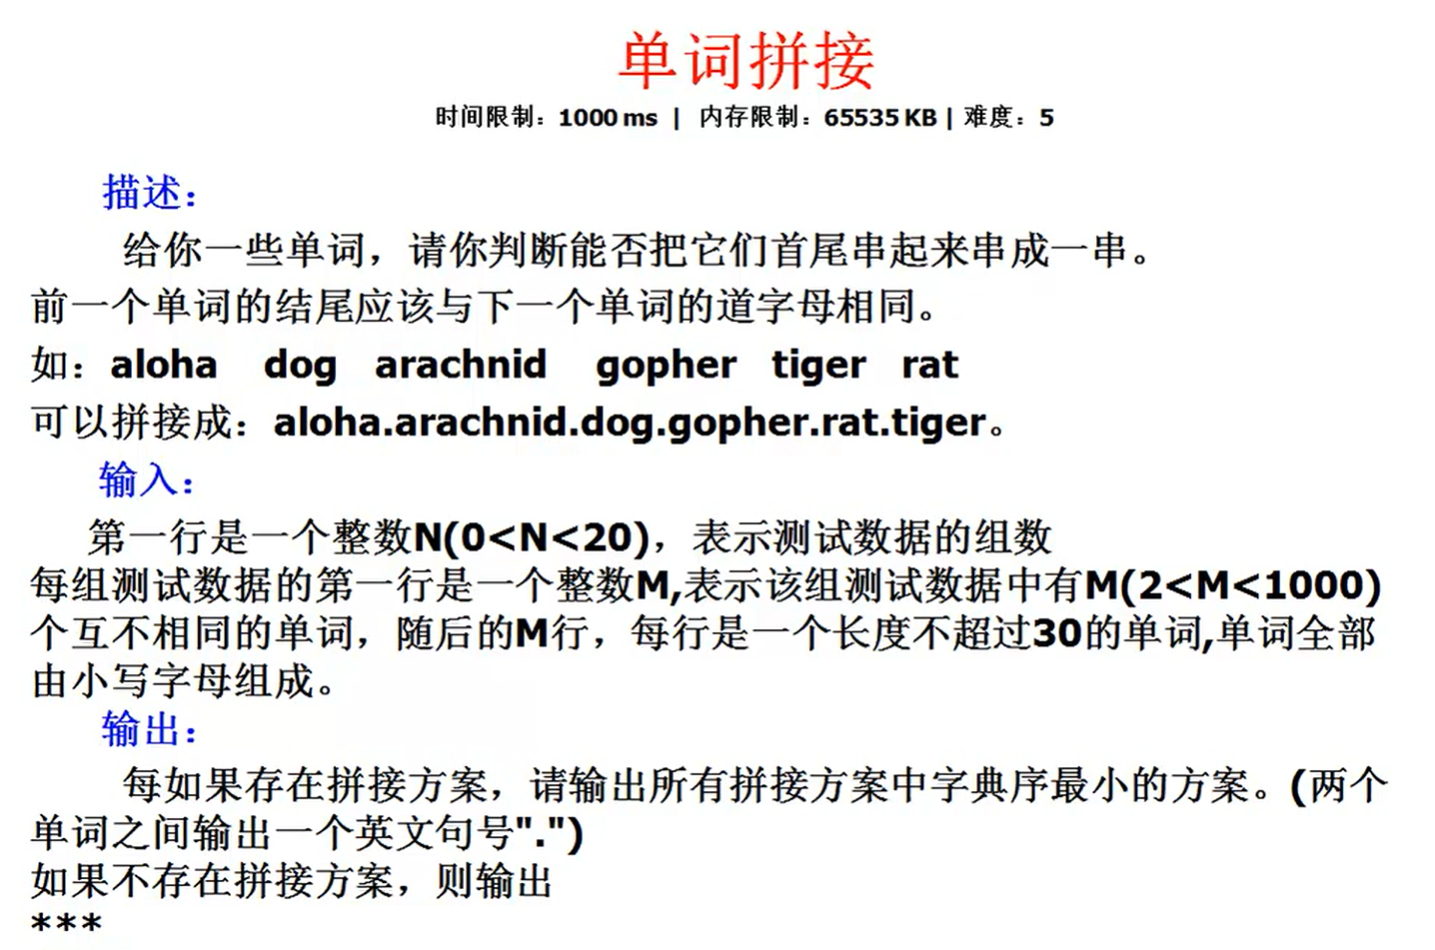 单词拼接
时间限制：1000 ms | 内存限制：65535 KB | 难度：5
描述：
给你一些单词，请你判断能否把它们首尾串起来串成一串。
前一个单词的结尾应该与下一个单词的道字母相同。
如：aloha dog arachnid gopher tiger rat
可以拼接成：aloha.arachnid.dog.gopher.rat.tiger。
输入：
第一行是一个整数N(0<N<20)，表示测试数据的组数
每组测试数据的第一行是一个整数M,表示该组测试数据中有M(2<M<1000)
个互不相同的单词，随后的M行，每行是一个长度不超过30的单词,单词全部
由小写字母组成。
输出：
每如果存在拼接方案，请输出所有拼接方案中字典序最小的方案。(两个
单词之间输出一个英文句号".")
如果不存在拼接方案，则输出
***